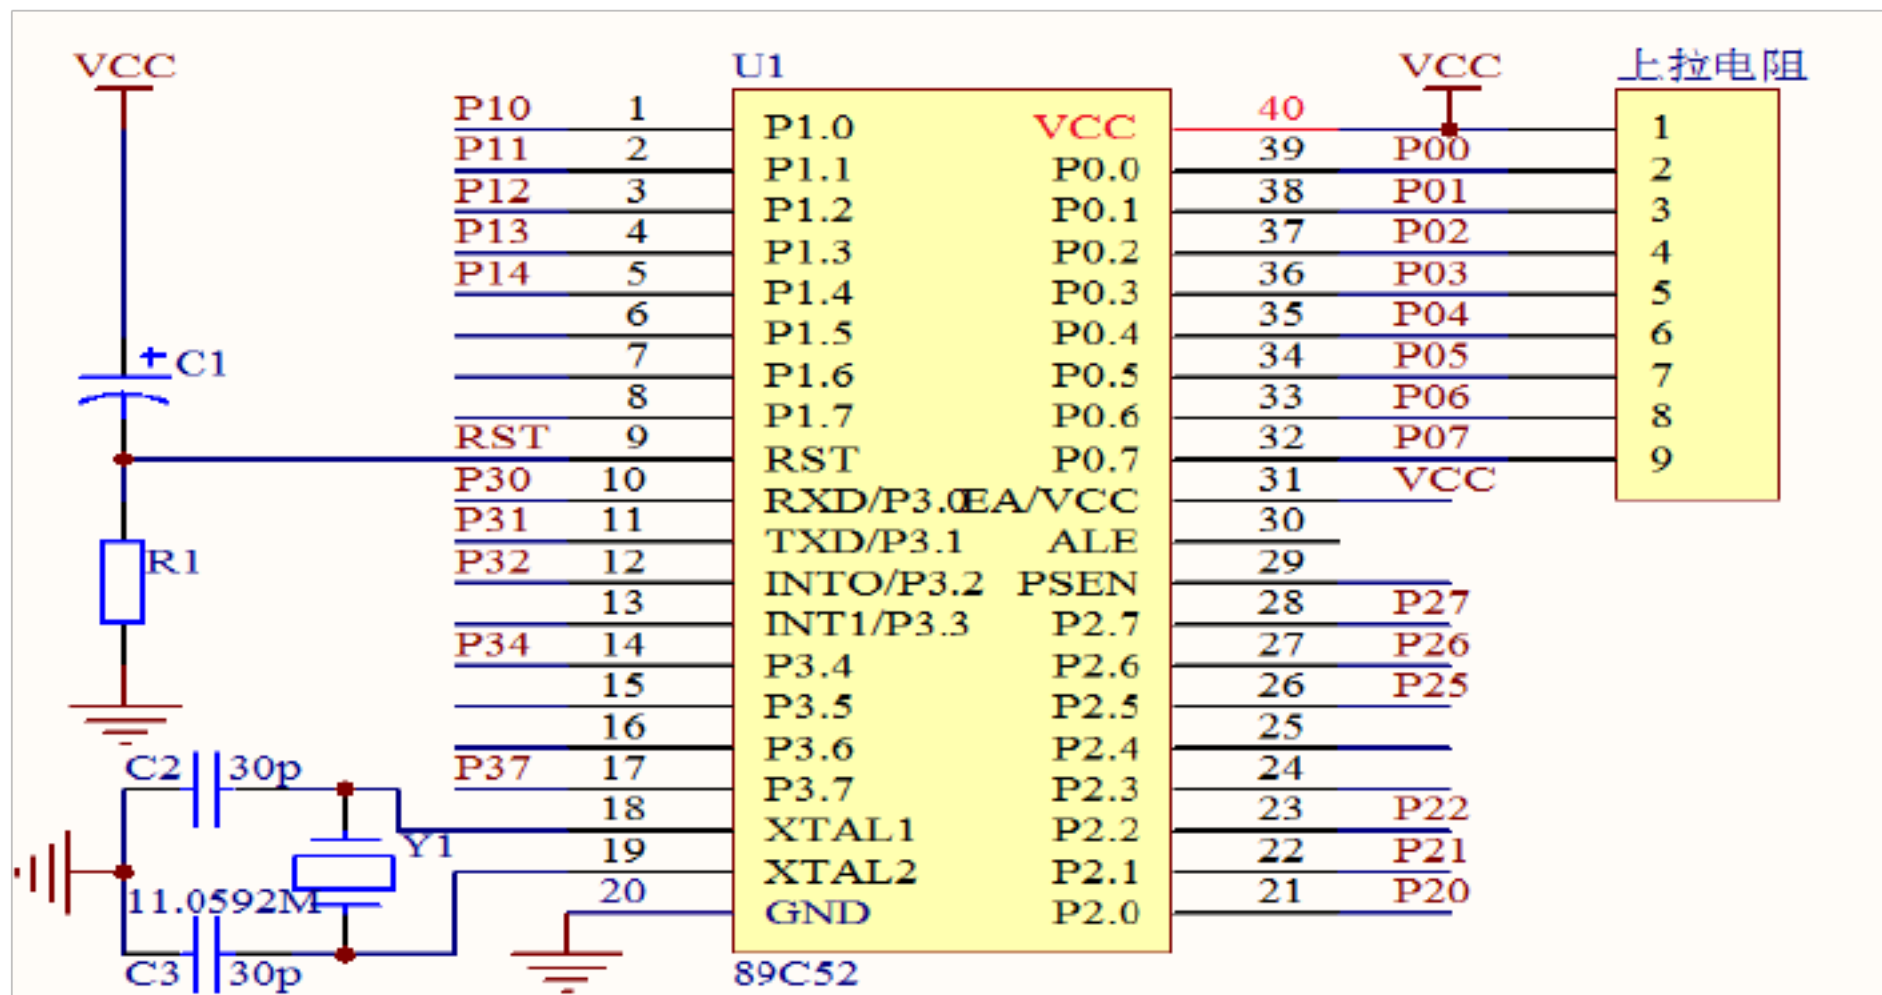 VCC
U1
VCC
上拉电阻
P10 1 P1.0 VCC 40 1
P11 2 P1.1 P0.0 39 P00 2
P12 3 P1.2 P0.1 38 P01 3
P13 4 P1.3 P0.2 37 P02 4
P14 5 P1.4 P0.3 36 P03 5
6 P1.5 P0.4 35 P04 6
7 P1.6 P0.5 34 P05 7
8 P1.7 P0.6 33 P06 8
RST 9 RST P0.7 32 P07 9
P30 10 RXD/P3.0 EA/VCC 31 VCC
P31 11 TXD/P3.1 ALE 30
P32 12 INTO/P3.2 PSEN 29
13 INT1/P3.3 P2.7 28 P27
P34 14 P3.4 P2.6 27 P26
15 P3.5 P2.5 26 P25
16 P3.6 P2.4 25
P37 17 P3.7 P2.3 24
18 XTAL1 P2.2 23 P22
19 XTAL2 P2.1 22 P21
20 GND P2.0 21 P20
89C52
+ C1
R1
C2 30p
Y1
11.0592M
C3 30p